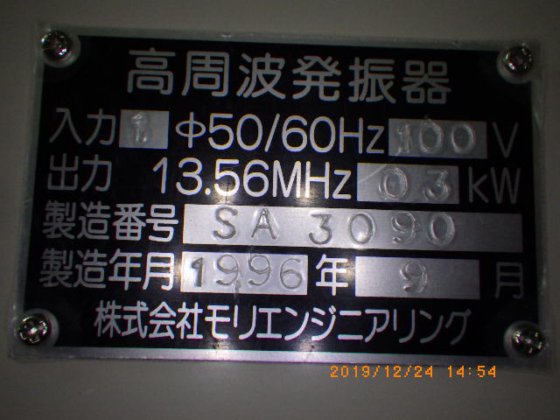 高周波発振器
入力 1 Φ50/60Hz 100 V
出力 13.56MHz 03 kW
製造番号 SA 3090
製造年月 1996 年 9 月
株式会社モリエンジニアリング
2019/12/24 14:54